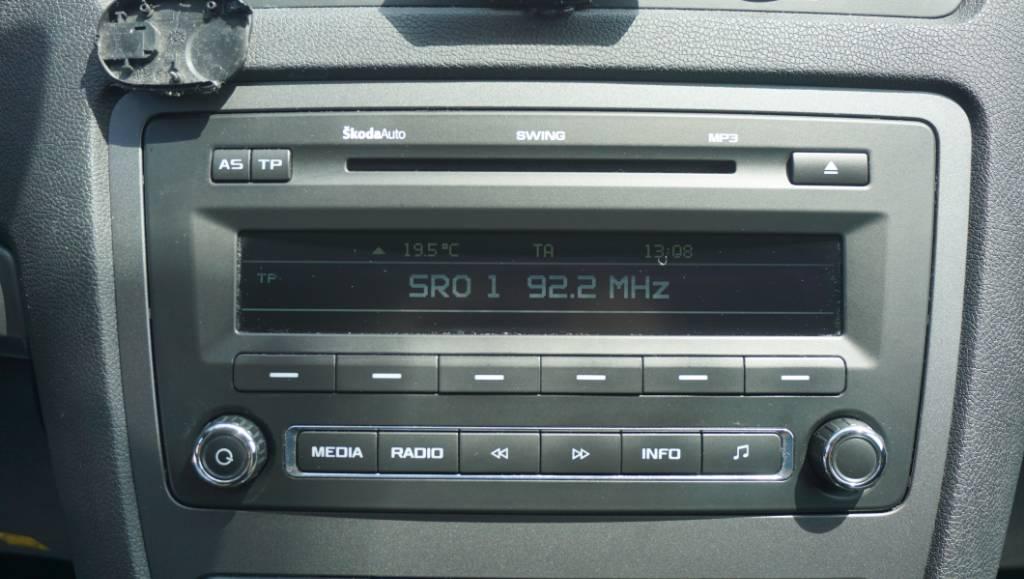 ŠkodaAuto SWING MP3
AS TP
19.5°C TA 13:08
TP
SRO 1 92.2 MHz
MEDIA RADIO INFO